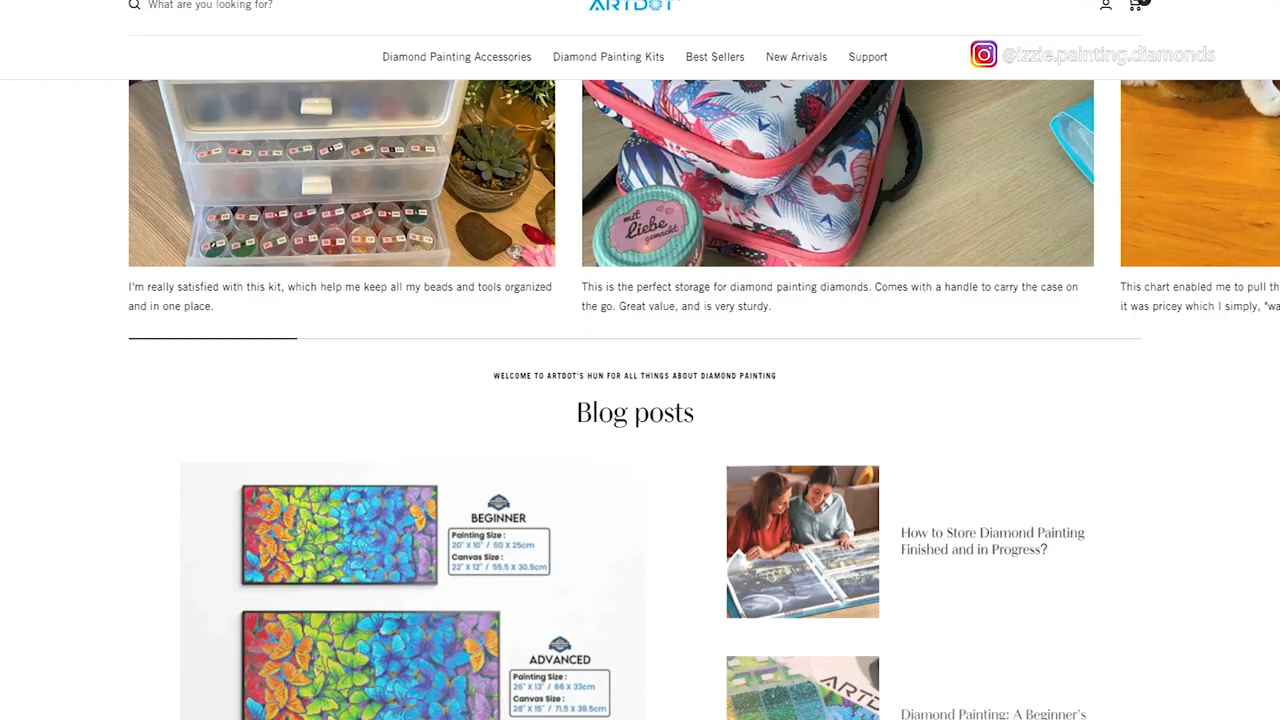 What are you looking for?
ARTDOT
Diamond Painting Accessories
Diamond Painting Kits
Best Sellers
New Arrivals
Support
@izzie.painting.diamonds
mit
Liebe
gemacht
I'm really satisfied with this kit, which help me keep all my beads and tools organized
and in one place.
This is the perfect storage for diamond painting diamonds. Comes with a handle to carry the case on
the go. Great value, and is very sturdy.
This chart enabled me to pull th
it was pricey which I simply, "wa
WELCOME TO ARTDOT'S HUN FOR ALL THINGS ABOUT DIAMOND PAINTING
Blog posts
BEGINNER
Painting Size :
20" X 10" / 50 X 25cm
Canvas Size :
22" X 12" / 55.5 X 30.5cm
How to Store Diamond Painting
Finished and in Progress?
ADVANCED
Painting Size :
26" X 13" / 66 X 33cm
Canvas Size :
28" X 15" / 71.5 X 38.5cm
ARTD
Diamond Painting: A Beginner's